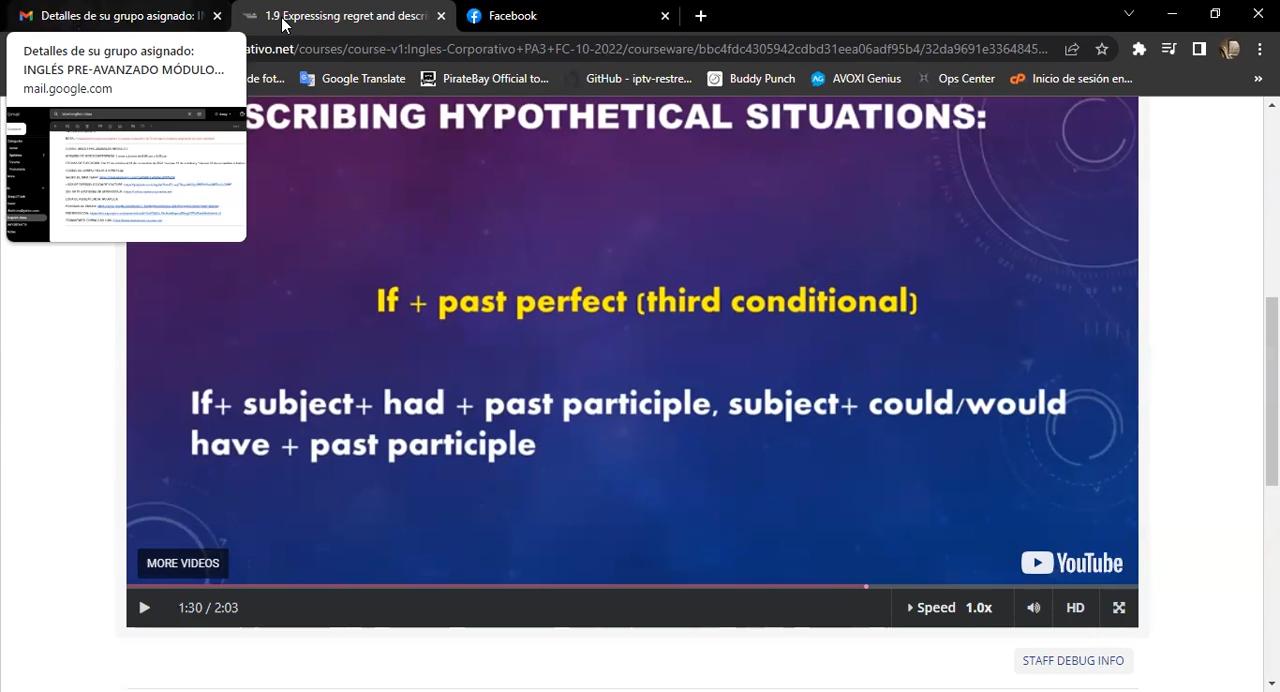 Detalles de su grupo asignado: I
1.9 Expressisng regret and descri
Facebook
Detalles de su grupo asignado:
INGLÉS PRE-AVANZADO MÓDULO...
mail.google.com
ativo.net/courses/course-v1:Ingles-Corporativo+PA3+FC-10-2022/courseware/bbc4fdc4305942cdbd31eea06adf95b4/32da9691e3364845...
de fot...
Google Translate
PirateBay Official to...
GitHub - iptv-restre...
Buddy Punch
AVOXI Genius
Ops Center
Inicio de sesión en...
»
SCRIBING HYPOTHETICAL SITUATIONS:
If + past perfect (third conditional)
If+ subject+ had + past participle, subject+ could/would
have + past participle
MORE VIDEOS
YouTube
1:30 / 2:03
Speed 1.0x
HD
STAFF DEBUG INFO